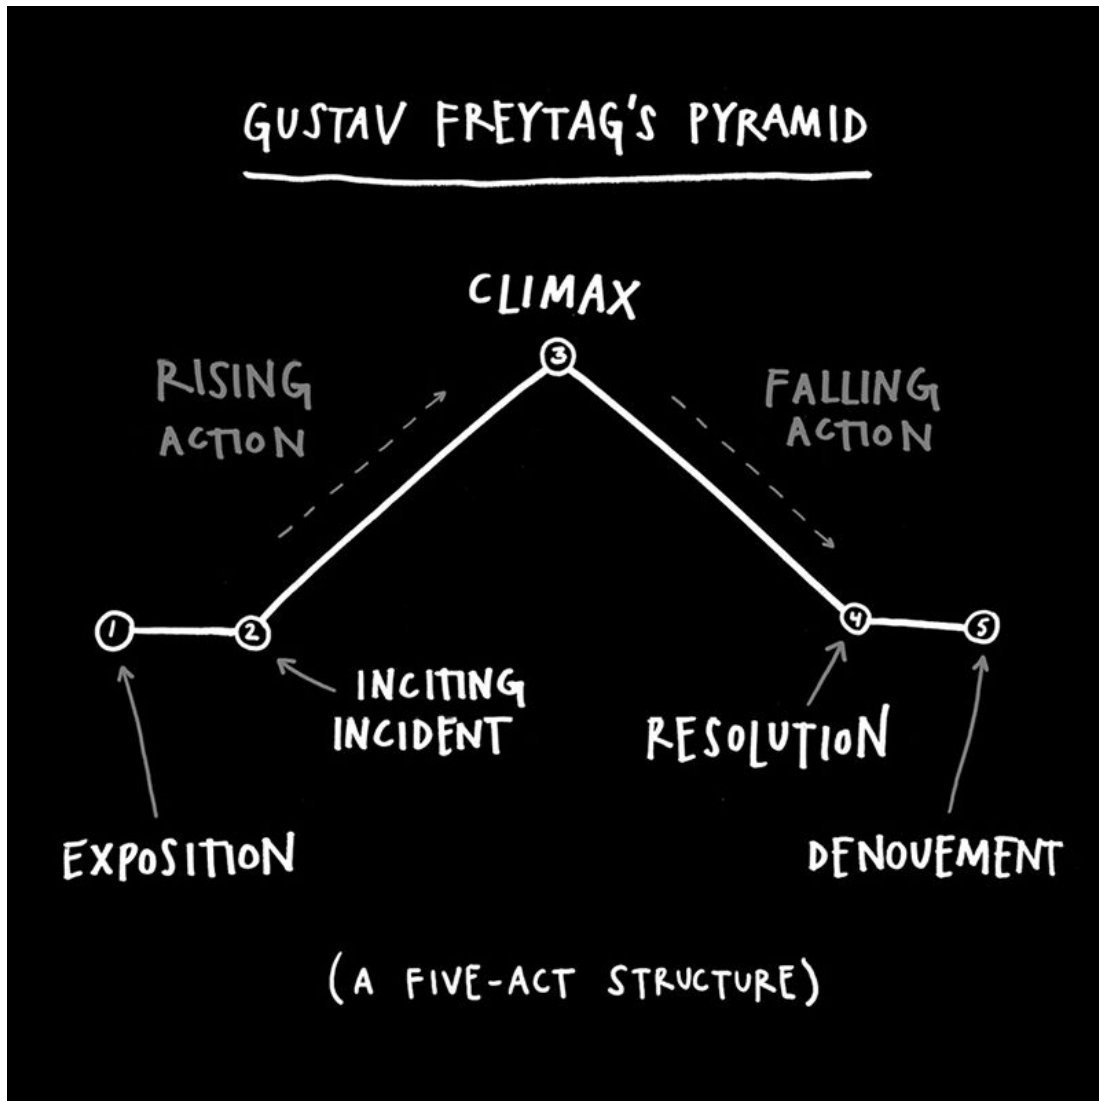 GUSTAV FREYTAG'S PYRAMID
CLIMAX
3
RISING
ACTION
FALLING
ACTION
1
2
4
5
INCITING
INCIDENT
RESOLUTION
EXPOSITION
DENOUEMENT
(A FIVE-ACT STRUCTURE)